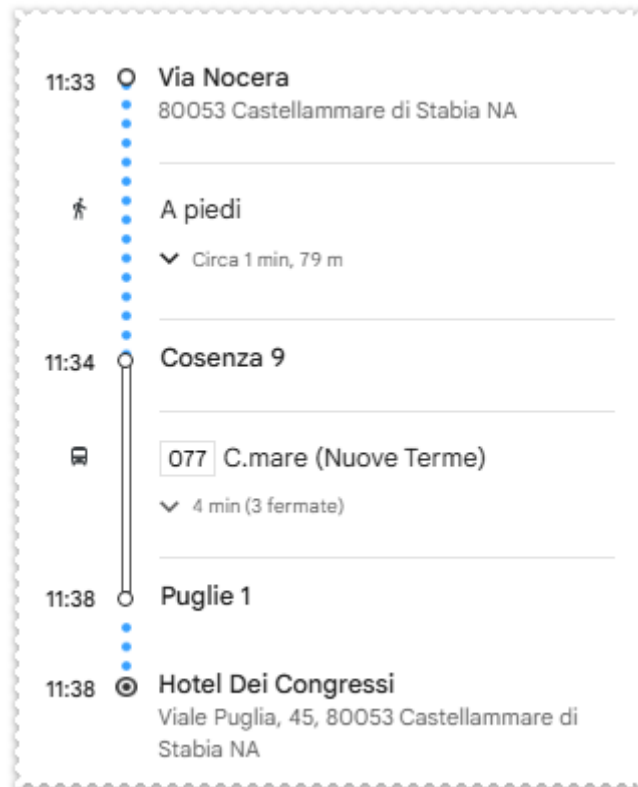 11:33 Via Nocera
80053 Castellammare di Stabia NA
A piedi
Circa 1 min, 79 m
11:34 Cosenza 9
077 C.mare (Nuove Terme)
4 min (3 fermate)
11:38 Puglie 1
11:38 Hotel Dei Congressi
Viale Puglia, 45, 80053 Castellammare di
Stabia NA